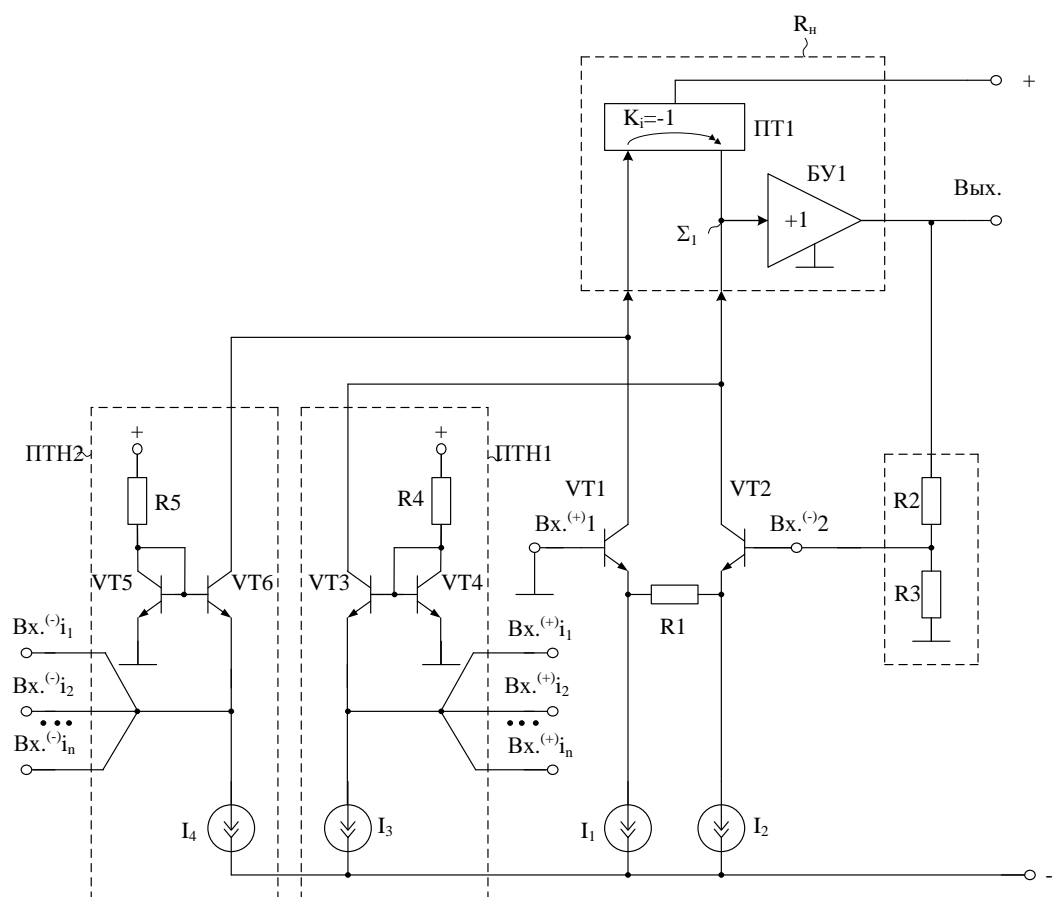 Rн
+
Ki=-1
ПТ1
БУ1
Вых.
+1
Σ1
+
+
ПТН2
ПТН1
R5
R4
VT1
VT2
R2
Вх.(+)1
Вх.(-)2
VT5
VT6
VT3
VT4
R3
R1
Вх.(-)i1
Вх.(+)i1
Вх.(-)i2
Вх.(+)i2
Вх.(-)in
Вх.(+)in
I4
I3
I1
I2
-